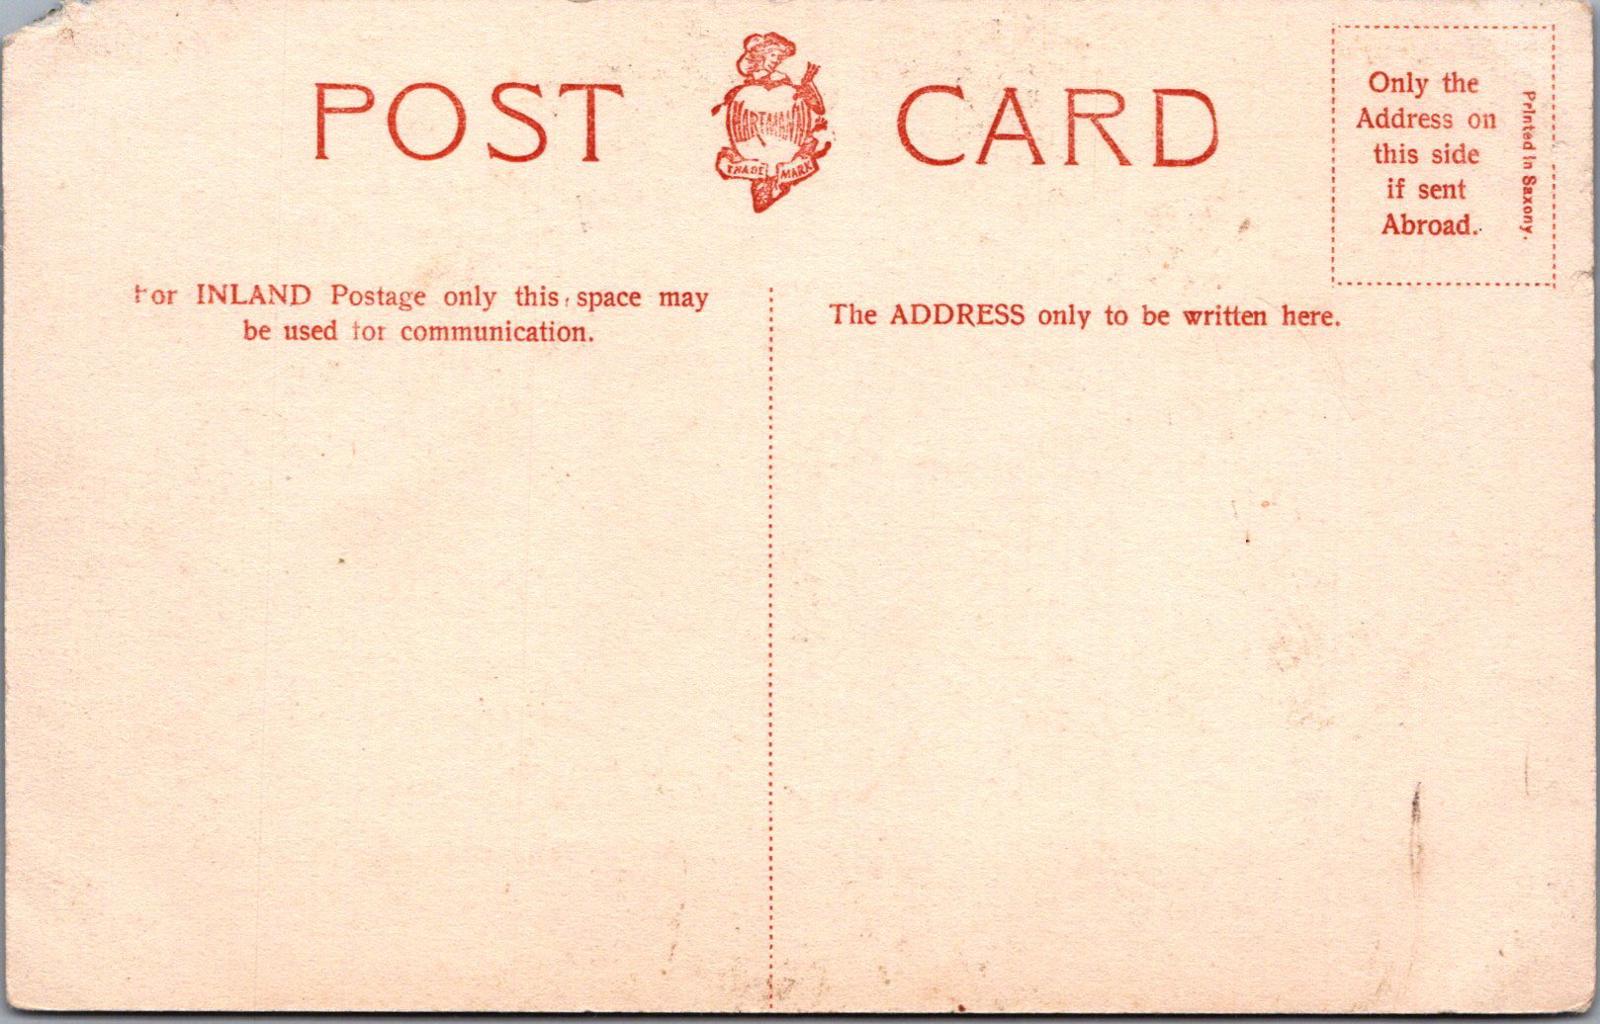 POST CARD
HARTMANN
TRADE MARK
Only the
Address on
this side
if sent
Abroad.
Printed in Saxony.
For INLAND Postage only this space may
be used for communication.
The ADDRESS only to be written here.